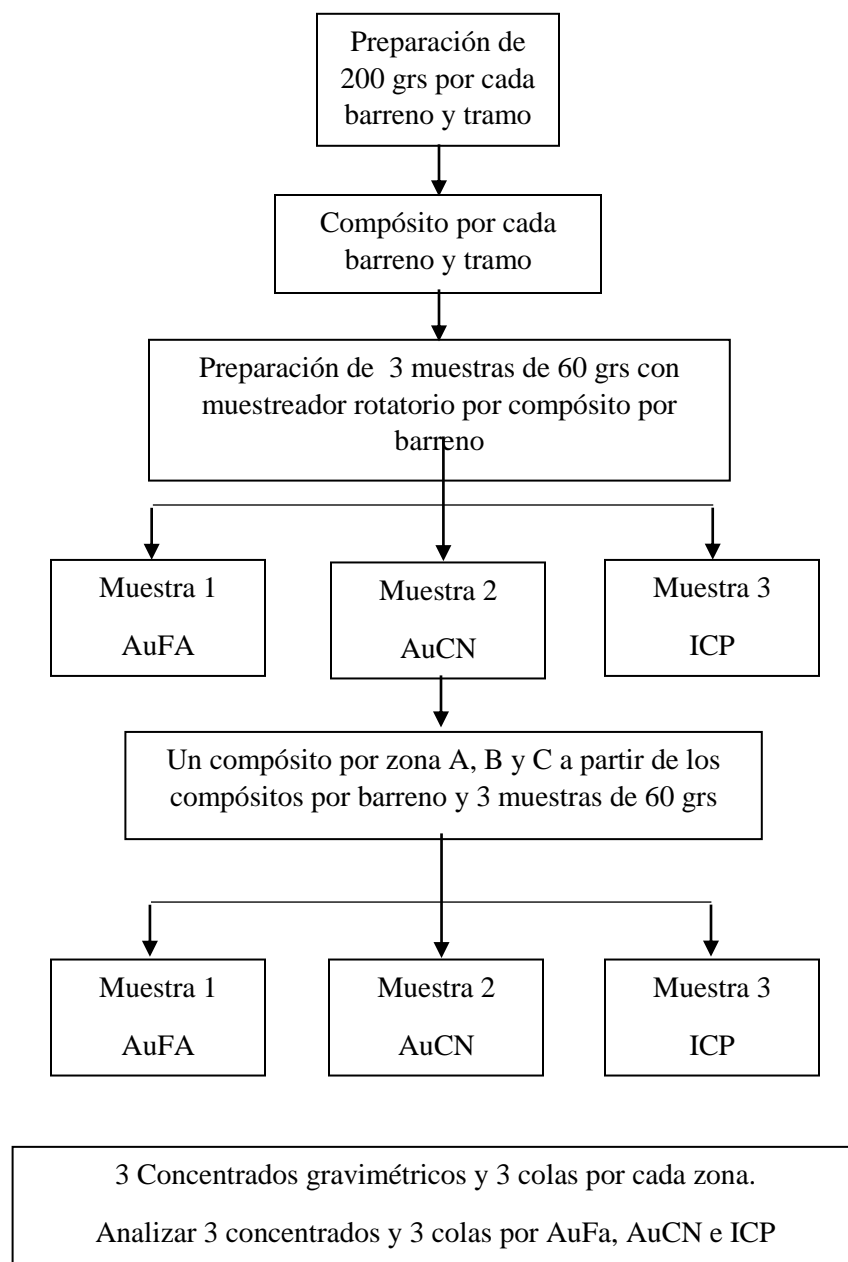 Preparación de
200 grs por cada
barreno y tramo
Compósito por cada
barreno y tramo
Preparación de 3 muestras de 60 grs con
muestreador rotatorio por compósito por
barreno
Muestra 1
AuFA
Muestra 2
AuCN
Muestra 3
ICP
Un compósito por zona A, B y C a partir de los
compósitos por barreno y 3 muestras de 60 grs
Muestra 1
AuFA
Muestra 2
AuCN
Muestra 3
ICP
3 Concentrados gravimétricos y 3 colas por cada zona.
Analizar 3 concentrados y 3 colas por AuFa, AuCN e ICP